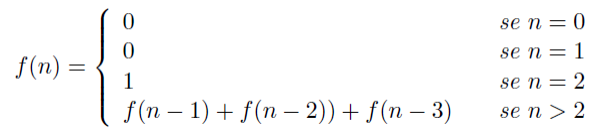 0 se n = 0
0 se n = 1
f(n) =
1 se n = 2
f(n − 1) + f(n − 2)) + f(n − 3) se n > 2